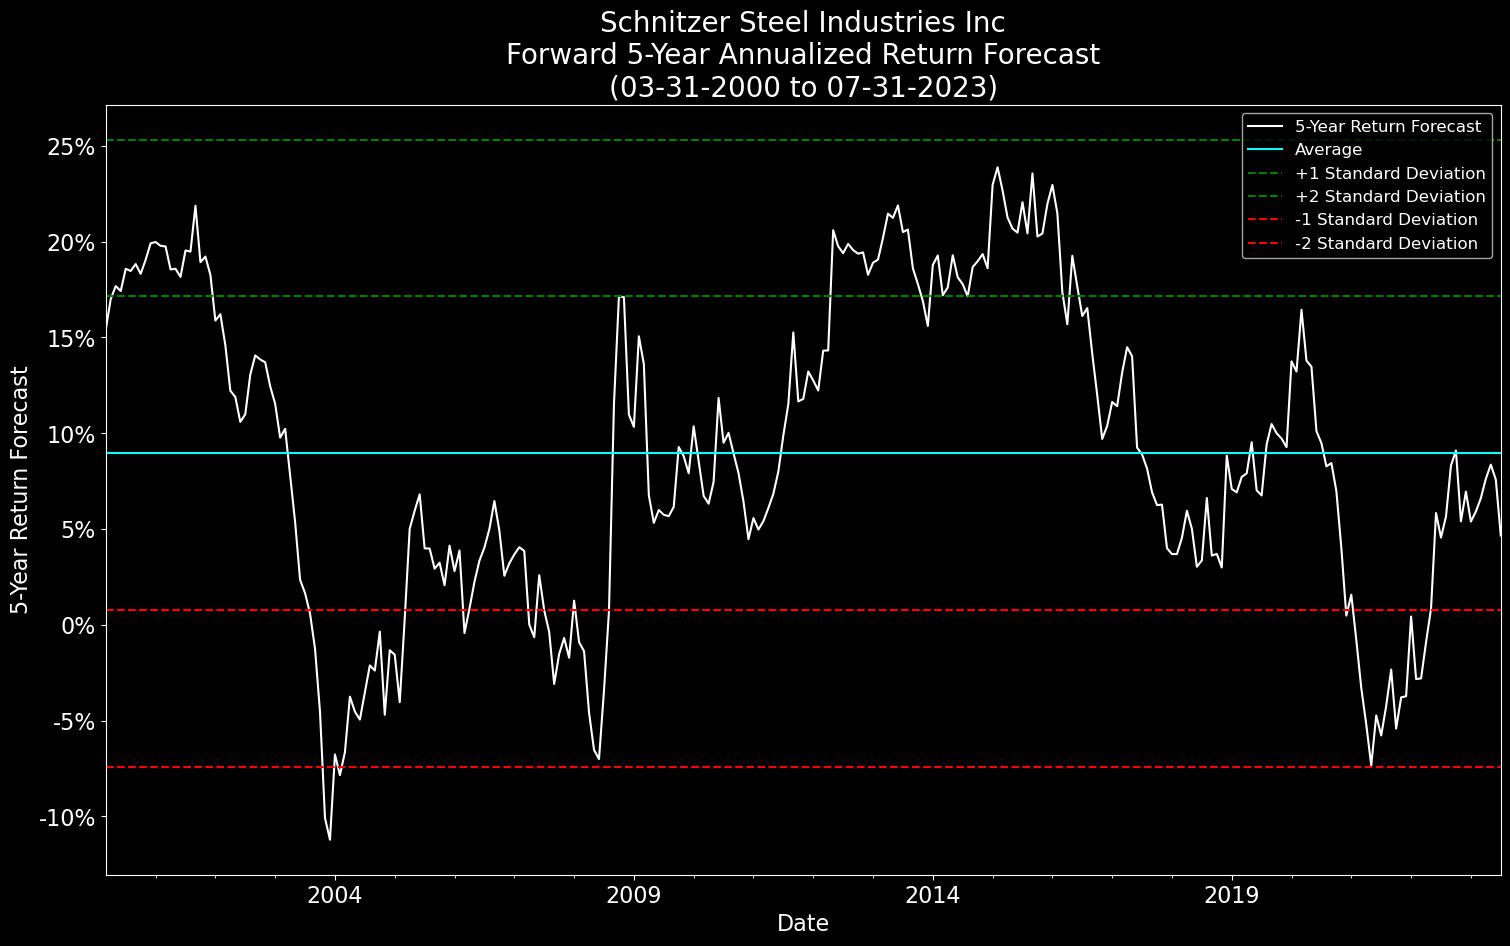 Schnitzer Steel Industries Inc
Forward 5-Year Annualized Return Forecast
(03-31-2000 to 07-31-2023)
5-Year Return Forecast
Average
+1 Standard Deviation
+2 Standard Deviation
-1 Standard Deviation
-2 Standard Deviation
25%
20%
15%
10%
5%
0%
-5%
-10%
5-Year Return Forecast
2004
2009
2014
2019
Date